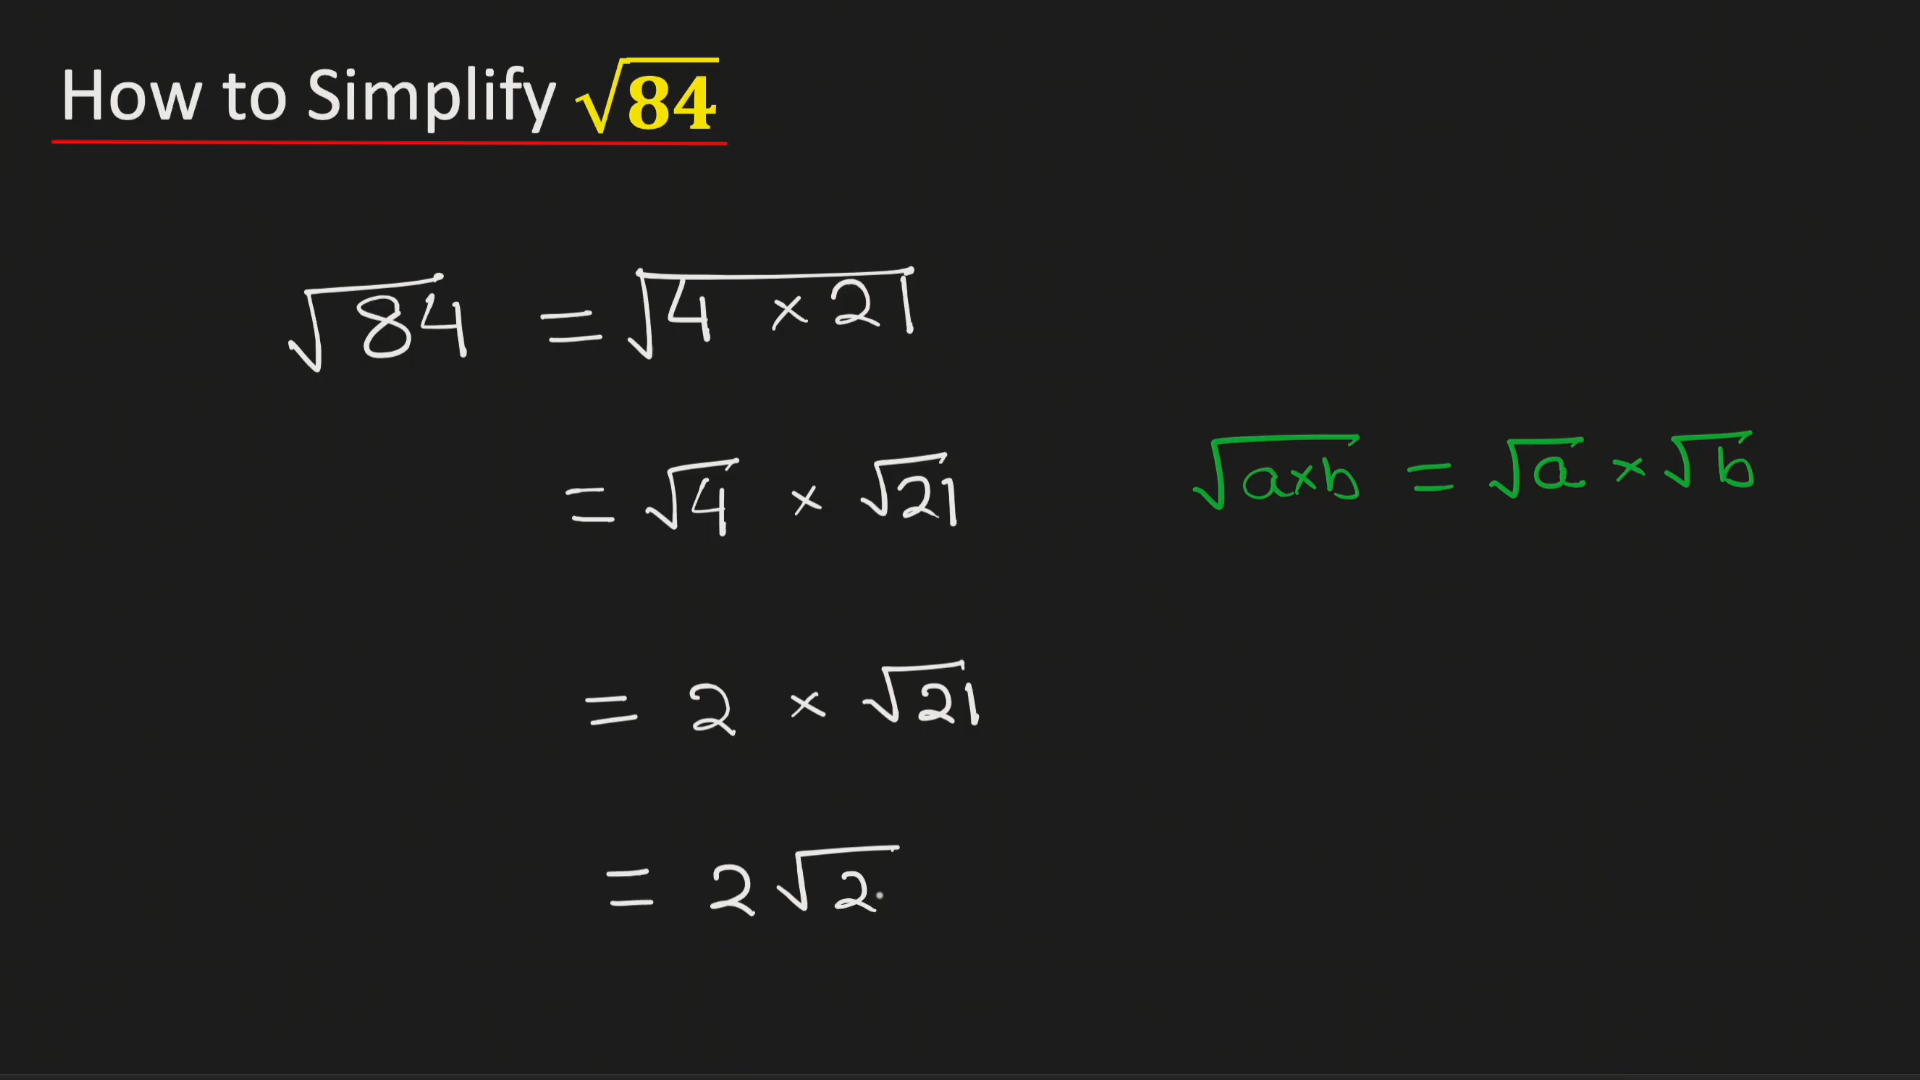 How to Simplify √84
√84 = √4 × 21
= √4 × √21
√a×b = √a × √b
= 2 × √21
= 2√2